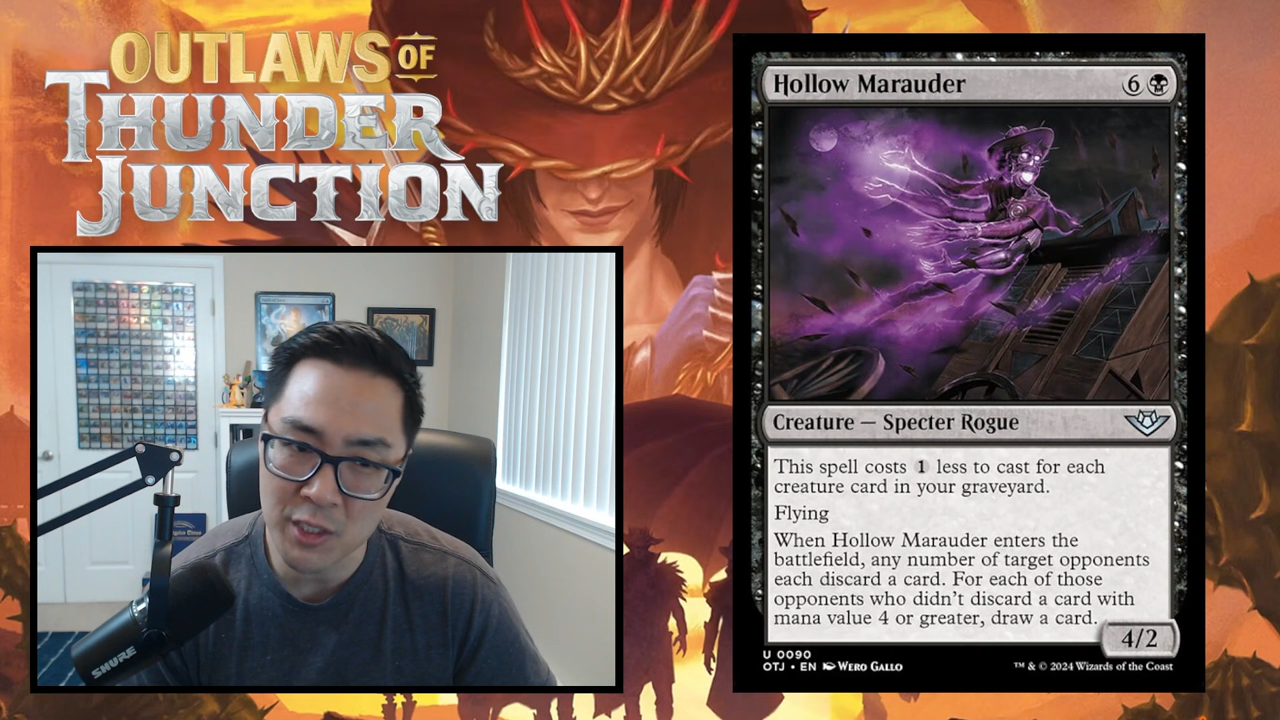 OUTLAWS OF
THUNDER
JUNCTION
SHURE
Hollow Marauder 6
Creature — Specter Rogue
This spell costs 1 less to cast for each
creature card in your graveyard.
Flying
When Hollow Marauder enters the
battlefield, any number of target opponents
each discard a card. For each of those
opponents who didn't discard a card with
mana value 4 or greater, draw a card.
4/2
U 0090
OTJ • EN WERO GALLO
™ & © 2024 Wizards of the Coast